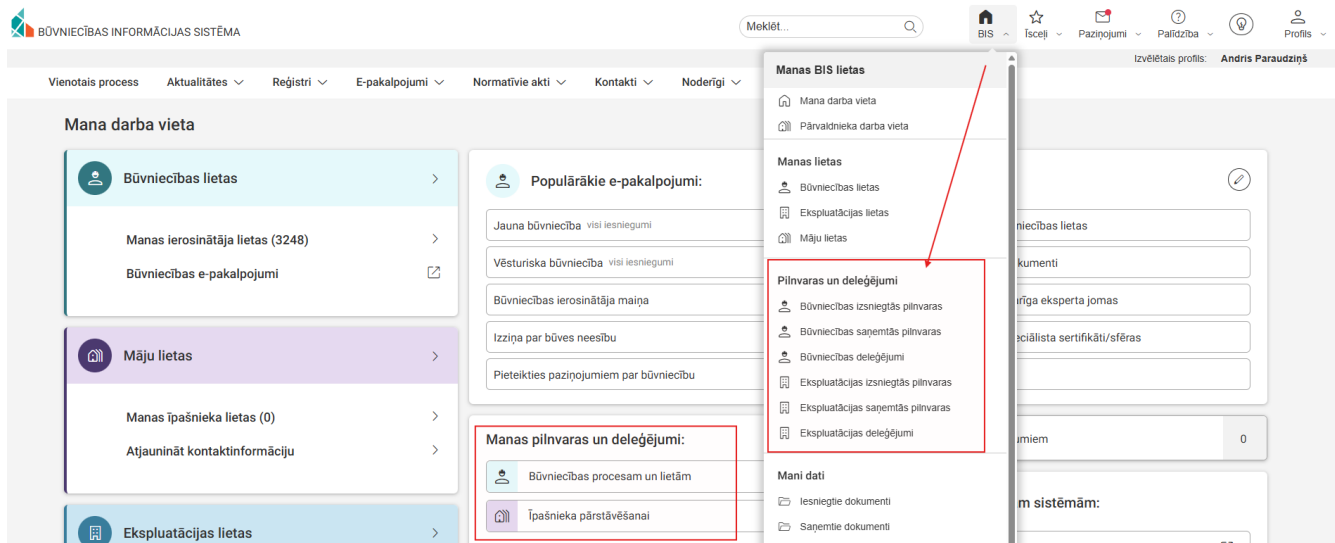 BŪVNIECĪBAS INFORMĀCIJAS SISTĒMA
Meklēt...
BIS
Īsceļi
Paziņojumi
Palīdzība
Profils
Izvēlētais profils: Andris Paraudziņš
Vienotais process
Aktualitātes
Reģistri
E-pakalpojumi
Normatīvie akti
Kontakti
Noderīgi
Mana darba vieta
Būvniecības lietas
Manas ierosinātāja lietas (3248)
Būvniecības e-pakalpojumi
Māju lietas
Manas īpašnieka lietas (0)
Atjaunināt kontaktinformāciju
Ekspluatācijas lietas
Populārākie e-pakalpojumi:
Jauna būvniecība visi iesniegumi
Vēsturiska būvniecība visi iesniegumi
Būvniecības ierosinātāja maiņa
Izziņa par būves neesību
Pieteikties paziņojumiem par būvniecību
Manas pilnvaras un deleģējumi:
Būvniecības procesam un lietām
Īpašnieka pārstāvēšanai
Manas BIS lietas
Mana darba vieta
Pārvaldnieka darba vieta
Manas lietas
Būvniecības lietas
Ekspluatācijas lietas
Māju lietas
Pilnvaras un deleģējumi
Būvniecības izsniegtās pilnvaras
Būvniecības saņemtās pilnvaras
Būvniecības deleģējumi
Ekspluatācijas izsniegtās pilnvaras
Ekspluatācijas saņemtās pilnvaras
Ekspluatācijas deleģējumi
Mani dati
Iesniegtie dokumenti
Saņemtie dokumenti
niecības lietas
kumenti
rīga eksperta jomas
eciālista sertifikāti/sfēras
umiem
0
m sistēmām: